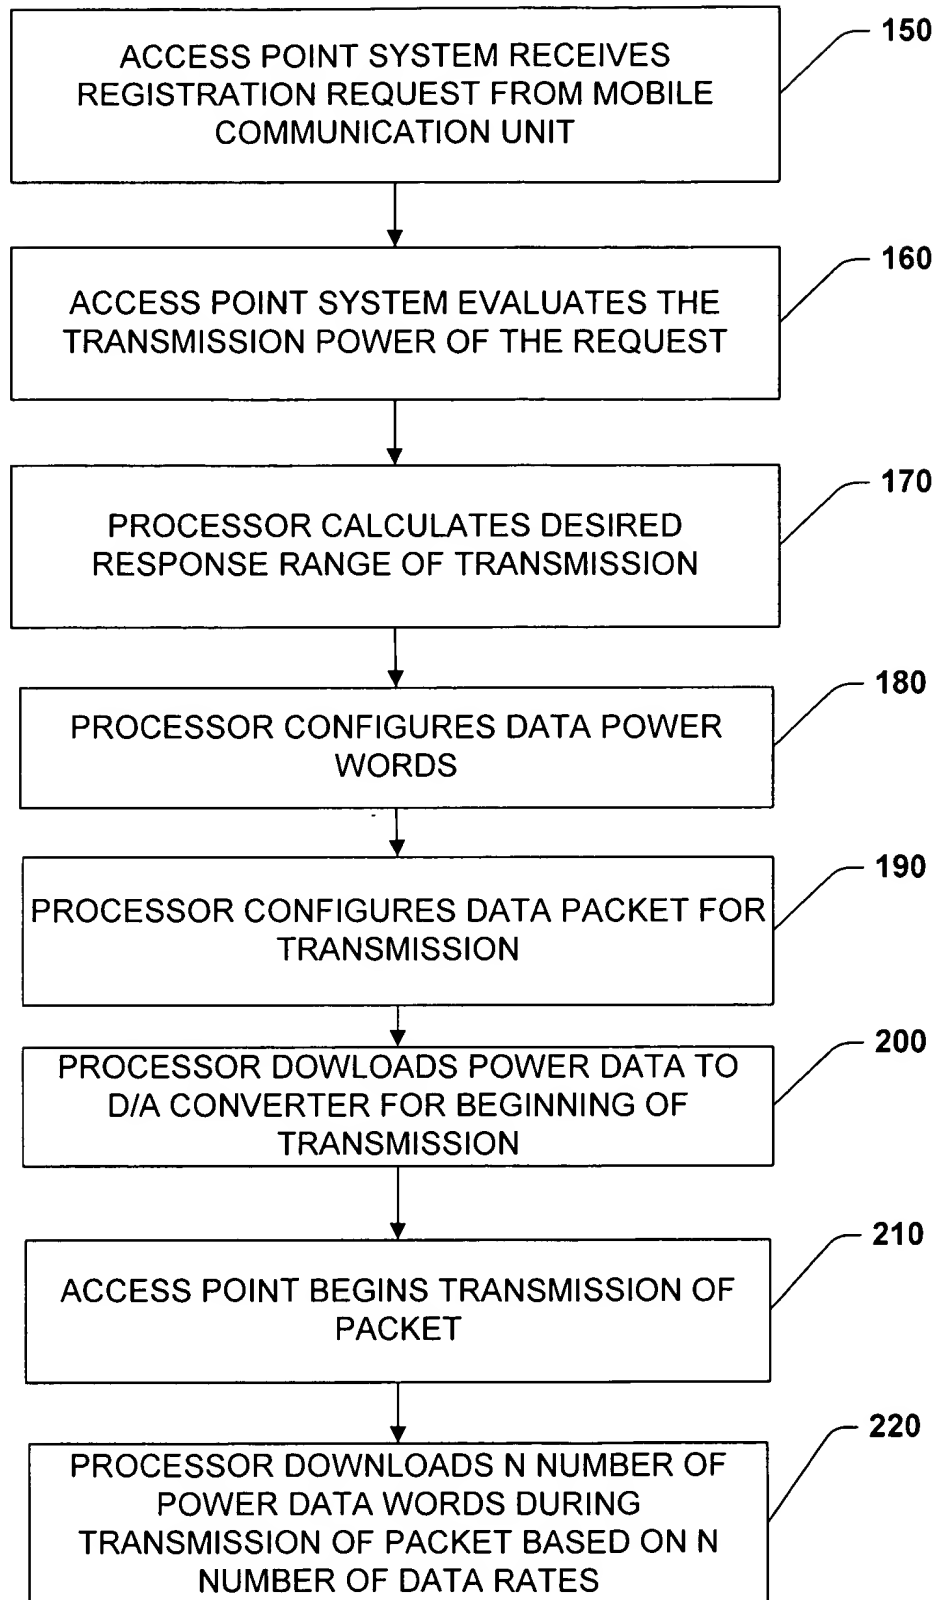 ACCESS POINT SYSTEM RECEIVES
REGISTRATION REQUEST FROM MOBILE
COMMUNICATION UNIT
150
ACCESS POINT SYSTEM EVALUATES THE
TRANSMISSION POWER OF THE REQUEST
160
PROCESSOR CALCULATES DESIRED
RESPONSE RANGE OF TRANSMISSION
170
PROCESSOR CONFIGURES DATA POWER
WORDS
180
PROCESSOR CONFIGURES DATA PACKET FOR
TRANSMISSION
190
PROCESSOR DOWLOADS POWER DATA TO
D/A CONVERTER FOR BEGINNING OF
TRANSMISSION
200
ACCESS POINT BEGINS TRANSMISSION OF
PACKET
210
PROCESSOR DOWNLOADS N NUMBER OF
POWER DATA WORDS DURING
TRANSMISSION OF PACKET BASED ON N
NUMBER OF DATA RATES
220